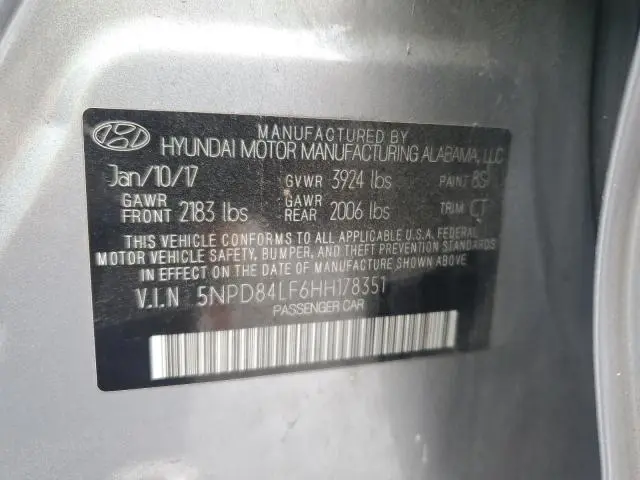 MANUFACTURED BY
HYUNDAI MOTOR MANUFACTURING ALABAMA, LLC
Jan/10/17 GVWR 3924 lbs PAINT 8S
GAWR FRONT 2183 lbs GAWR REAR 2006 lbs TRIM CT
THIS VEHICLE CONFORMS TO ALL APPLICABLE U.S.A. FEDERAL
MOTOR VEHICLE SAFETY, BUMPER, AND THEFT PREVENTION STANDARDS
IN EFFECT ON THE DATE OF MANUFACTURE SHOWN ABOVE.
V.I.N 5NPD84LF6HH178351
PASSENGER CAR